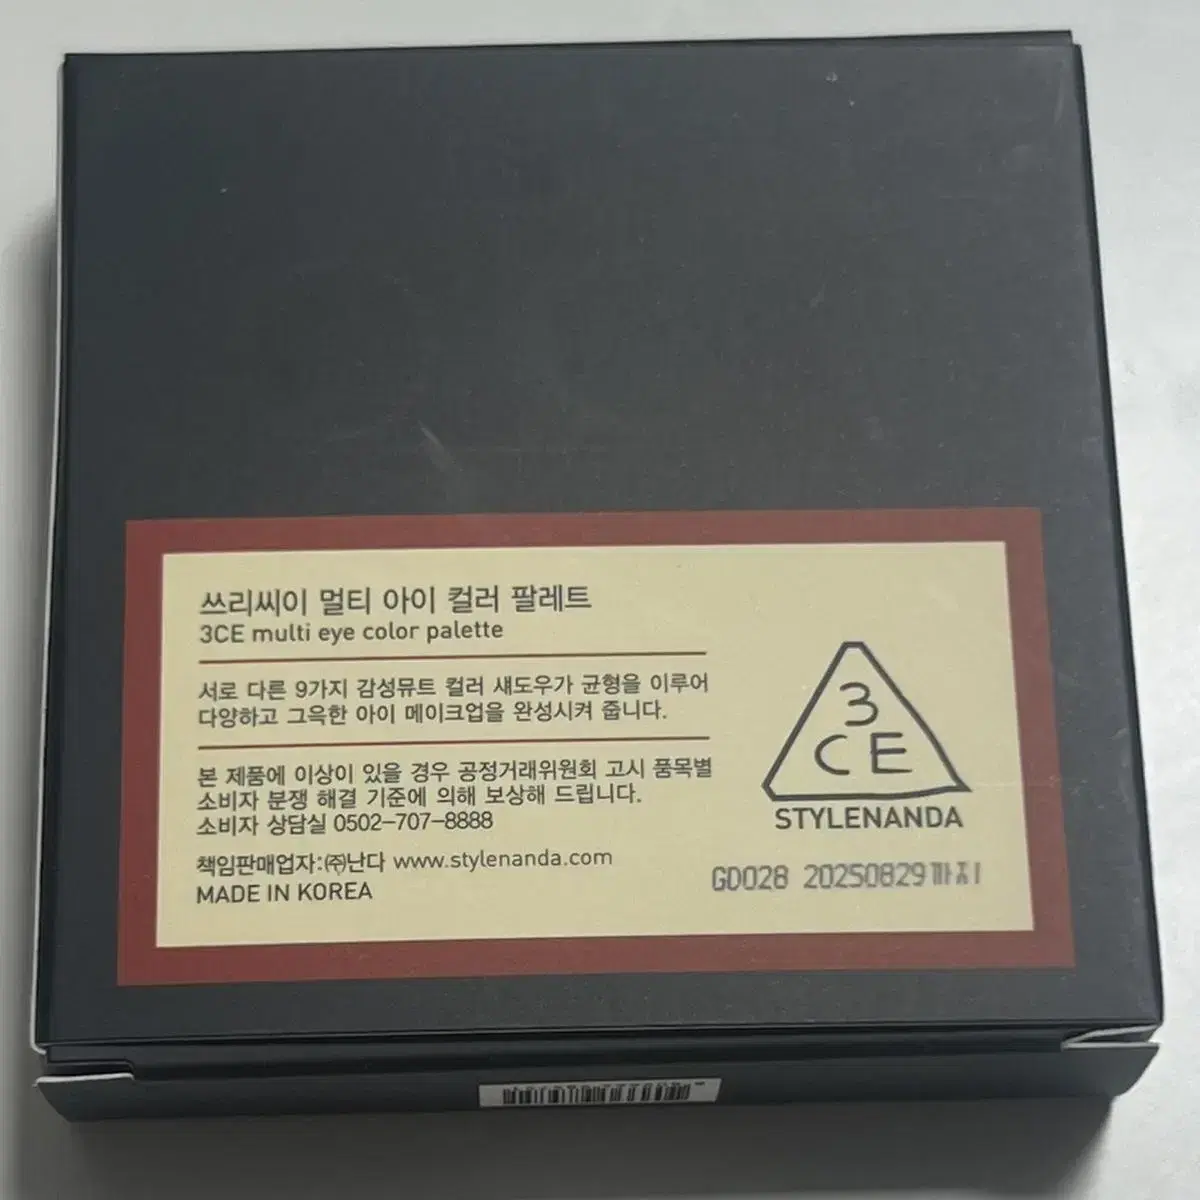 쓰리씨이 멀티 아이 컬러 팔레트
3CE multi eye color palette
서로 다른 9가지 감성뮤트 컬러 섀도우가 균형을 이루어
다양하고 그윽한 아이 메이크업을 완성시켜 줍니다.
본 제품에 이상이 있을 경우 공정거래위원회 고시 품목별
소비자 분쟁 해결 기준에 의해 보상해 드립니다.
소비자 상담실 0502-707-8888
책임판매업자:㈜난다 www.stylenanda.com
MADE IN KOREA
3
CE
STYLENANDA
GD028 20250829까지